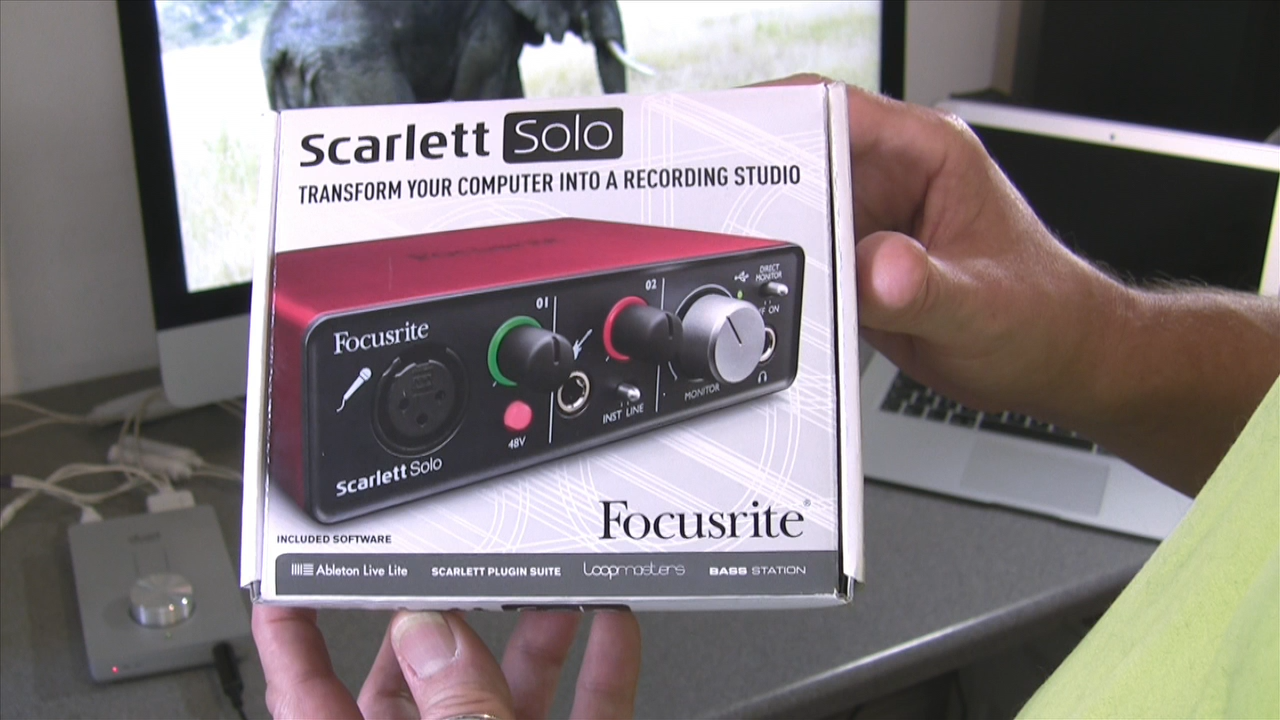 Scarlett Solo
TRANSFORM YOUR COMPUTER INTO A RECORDING STUDIO
Focusrite
Focusrite
01
02
DIRECT
MONITOR
ON
48V
INST LINE
MONITOR
Scarlett Solo
Focusrite®
INCLUDED SOFTWARE
Ableton Live Lite SCARLETT PLUGIN SUITE Loopmasters BASS STATION